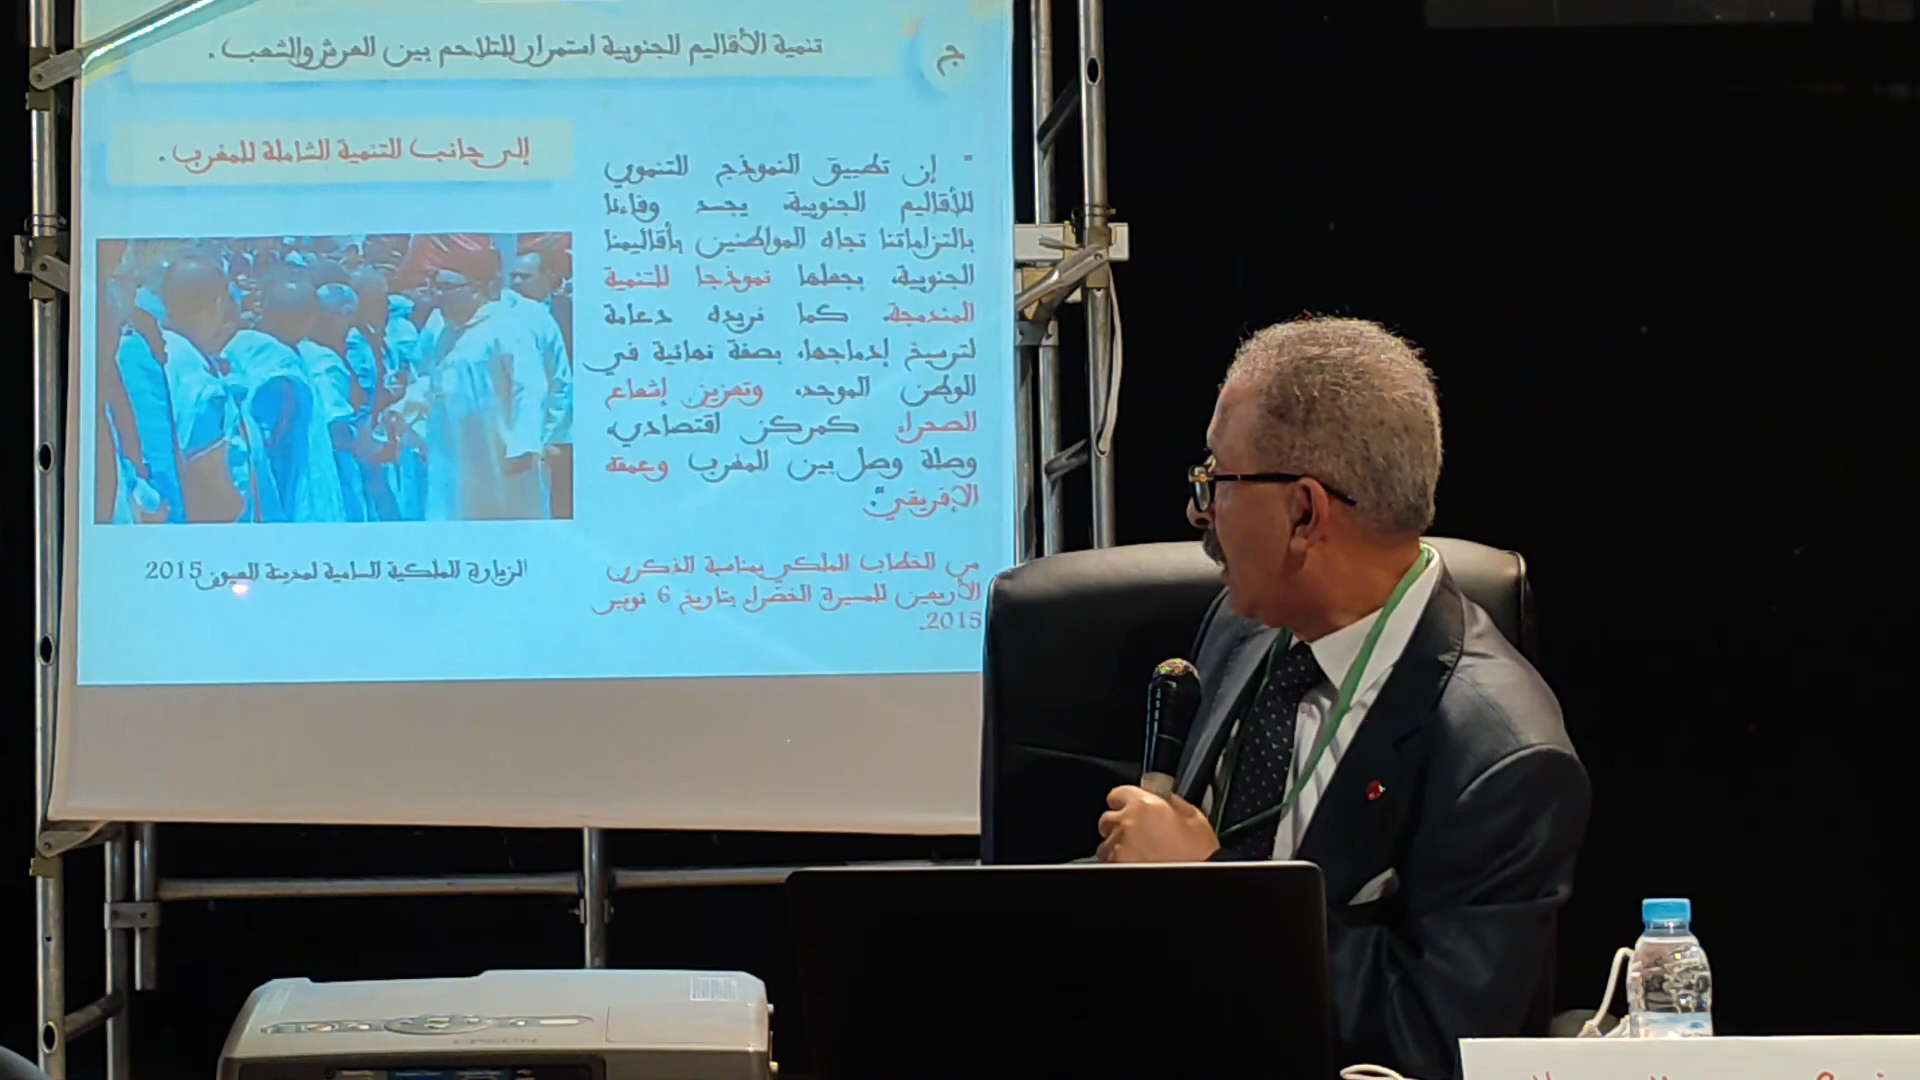 ج
تنمية الأقاليم الجنوبية استمرار للتلاحم بين العرش والشعب .
إلى جانب التنمية الشاملة للمغرب .
" إن تطبيق النموذج التنموي
للأقاليم الجنوبية، يجسد وفاءنا
بالتزاماتنا تجاه المواطنين بأقاليمنا
الجنوبية، بجعلها نموذجا للتنمية
المندمجة. كما نريده دعامة
لترسيخ إدماجها، بصفة نهائية في
الوطن الموحد، وتعزيز إشعاع
الصحراء كمركز اقتصادي،
وصلة وصل بين المغرب وعمقه
الإفريقي".
من الخطاب الملكي بمناسبة الذكرى
الأربعين للمسيرة الخضراء بتاريخ 6 نونبر
2015.
الزيارة الملكية السامية لمدينة العيون 2015
EPSON